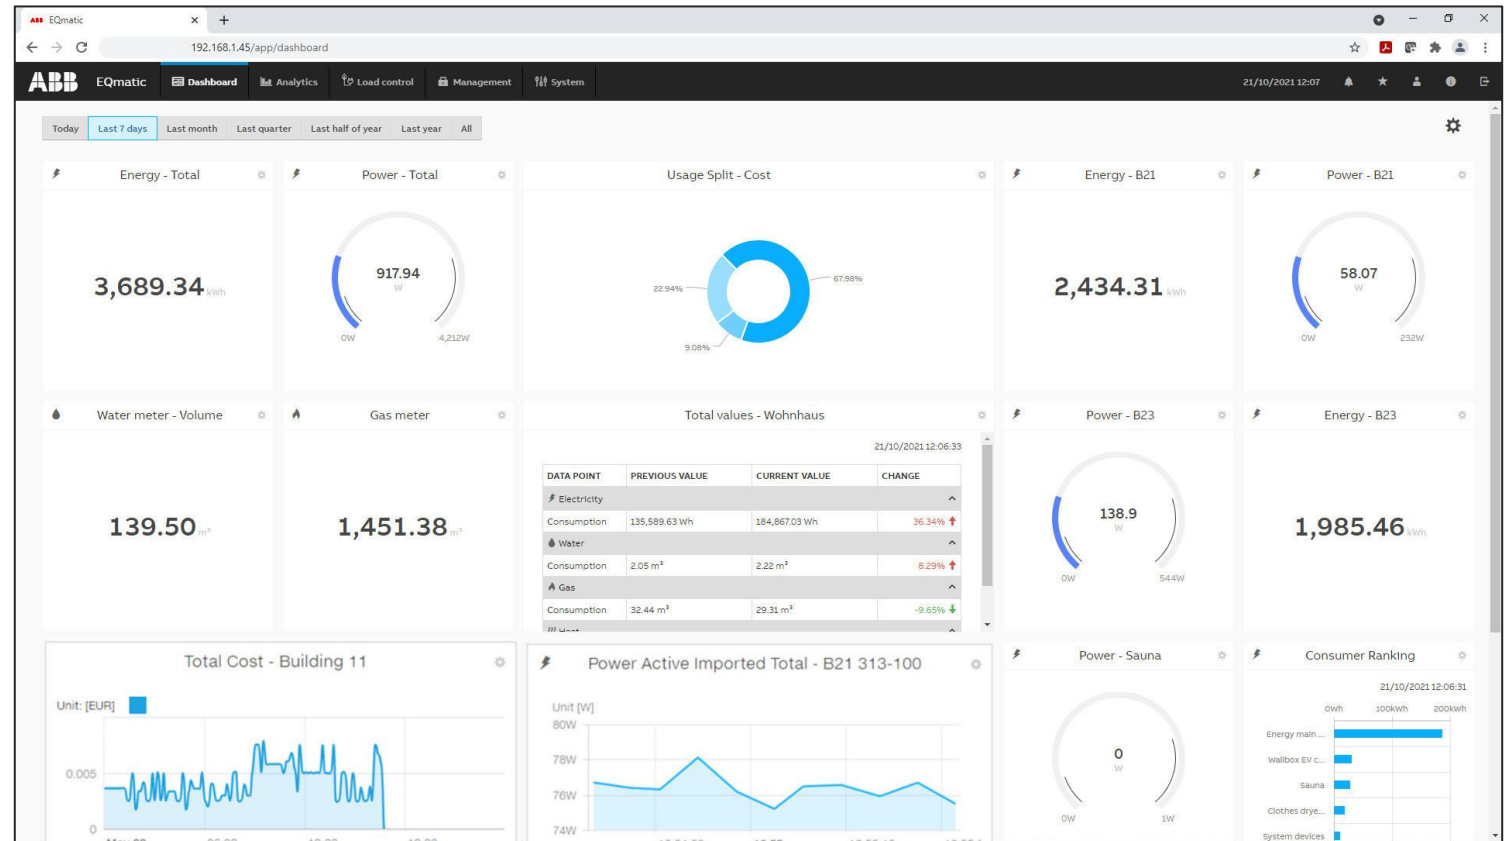 ABB EQmatic
192.168.1.45/app/dashboard
ABB EQmatic Dashboard Analytics Load control Management System 21/10/2021 12:07
Today Last 7 days Last month Last quarter Last half of year Last year All
Energy - Total
3,689.34 kWh
Power - Total
917.94
W
0W 4,212W
Usage Split - Cost
67.98%
22.94%
9.08%
Energy - B21
2,434.31 kWh
Power - B21
58.07
W
0W 232W
Water meter - Volume
139.50 m³
Gas meter
1,451.38 m³
Total values - Wohnhaus
21/10/2021 12:06:33
DATA POINT PREVIOUS VALUE CURRENT VALUE CHANGE
Electricity
Consumption 135,589.63 Wh 184,867.03 Wh 36.34%
Water
Consumption 2.05 m³ 2.22 m³ 8.29%
Gas
Consumption 32.44 m³ 29.31 m³ -9.65%
Heat
Power - B23
138.9
W
0W 544W
Energy - B23
1,985.46 kWh
Total Cost - Building 11
Unit: [EUR]
0.005
0
Power Active Imported Total - B21 313-100
Unit [W]
80W
78W
76W
74W
Power - Sauna
0
W
0W 1W
Consumer Ranking
21/10/2021 12:06:31
0Wh 100kWh 200kWh
Energy main ...
Wallbox EV c...
Sauna
Clothes drye...
System devices